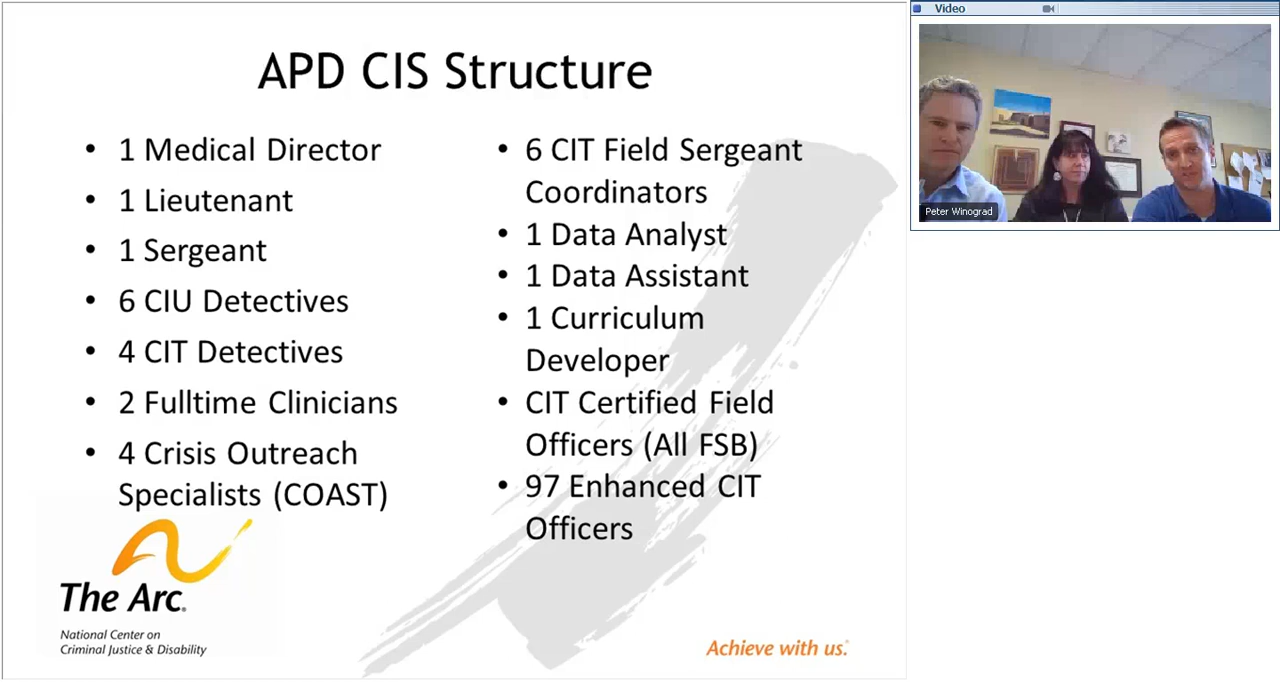 APD CIS Structure
• 1 Medical Director
• 1 Lieutenant
• 1 Sergeant
• 6 CIU Detectives
• 4 CIT Detectives
• 2 Fulltime Clinicians
• 4 Crisis Outreach
Specialists (COAST)
• 6 CIT Field Sergeant
Coordinators
• 1 Data Analyst
• 1 Data Assistant
• 1 Curriculum
Developer
• CIT Certified Field
Officers (All FSB)
• 97 Enhanced CIT
Officers
The Arc®
National Center on
Criminal Justice & Disability
Achieve with us.®
Video
Peter Winograd